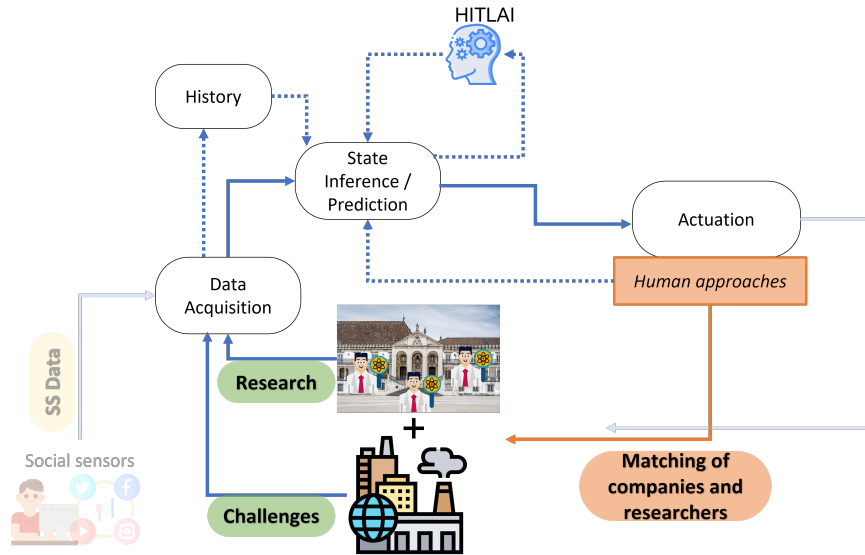 HITLAI
History
State
Inference /
Prediction
Actuation
Human approaches
Data
Acquisition
Research
SS Data
+
Social sensors
Matching of
companies and
researchers
Challenges